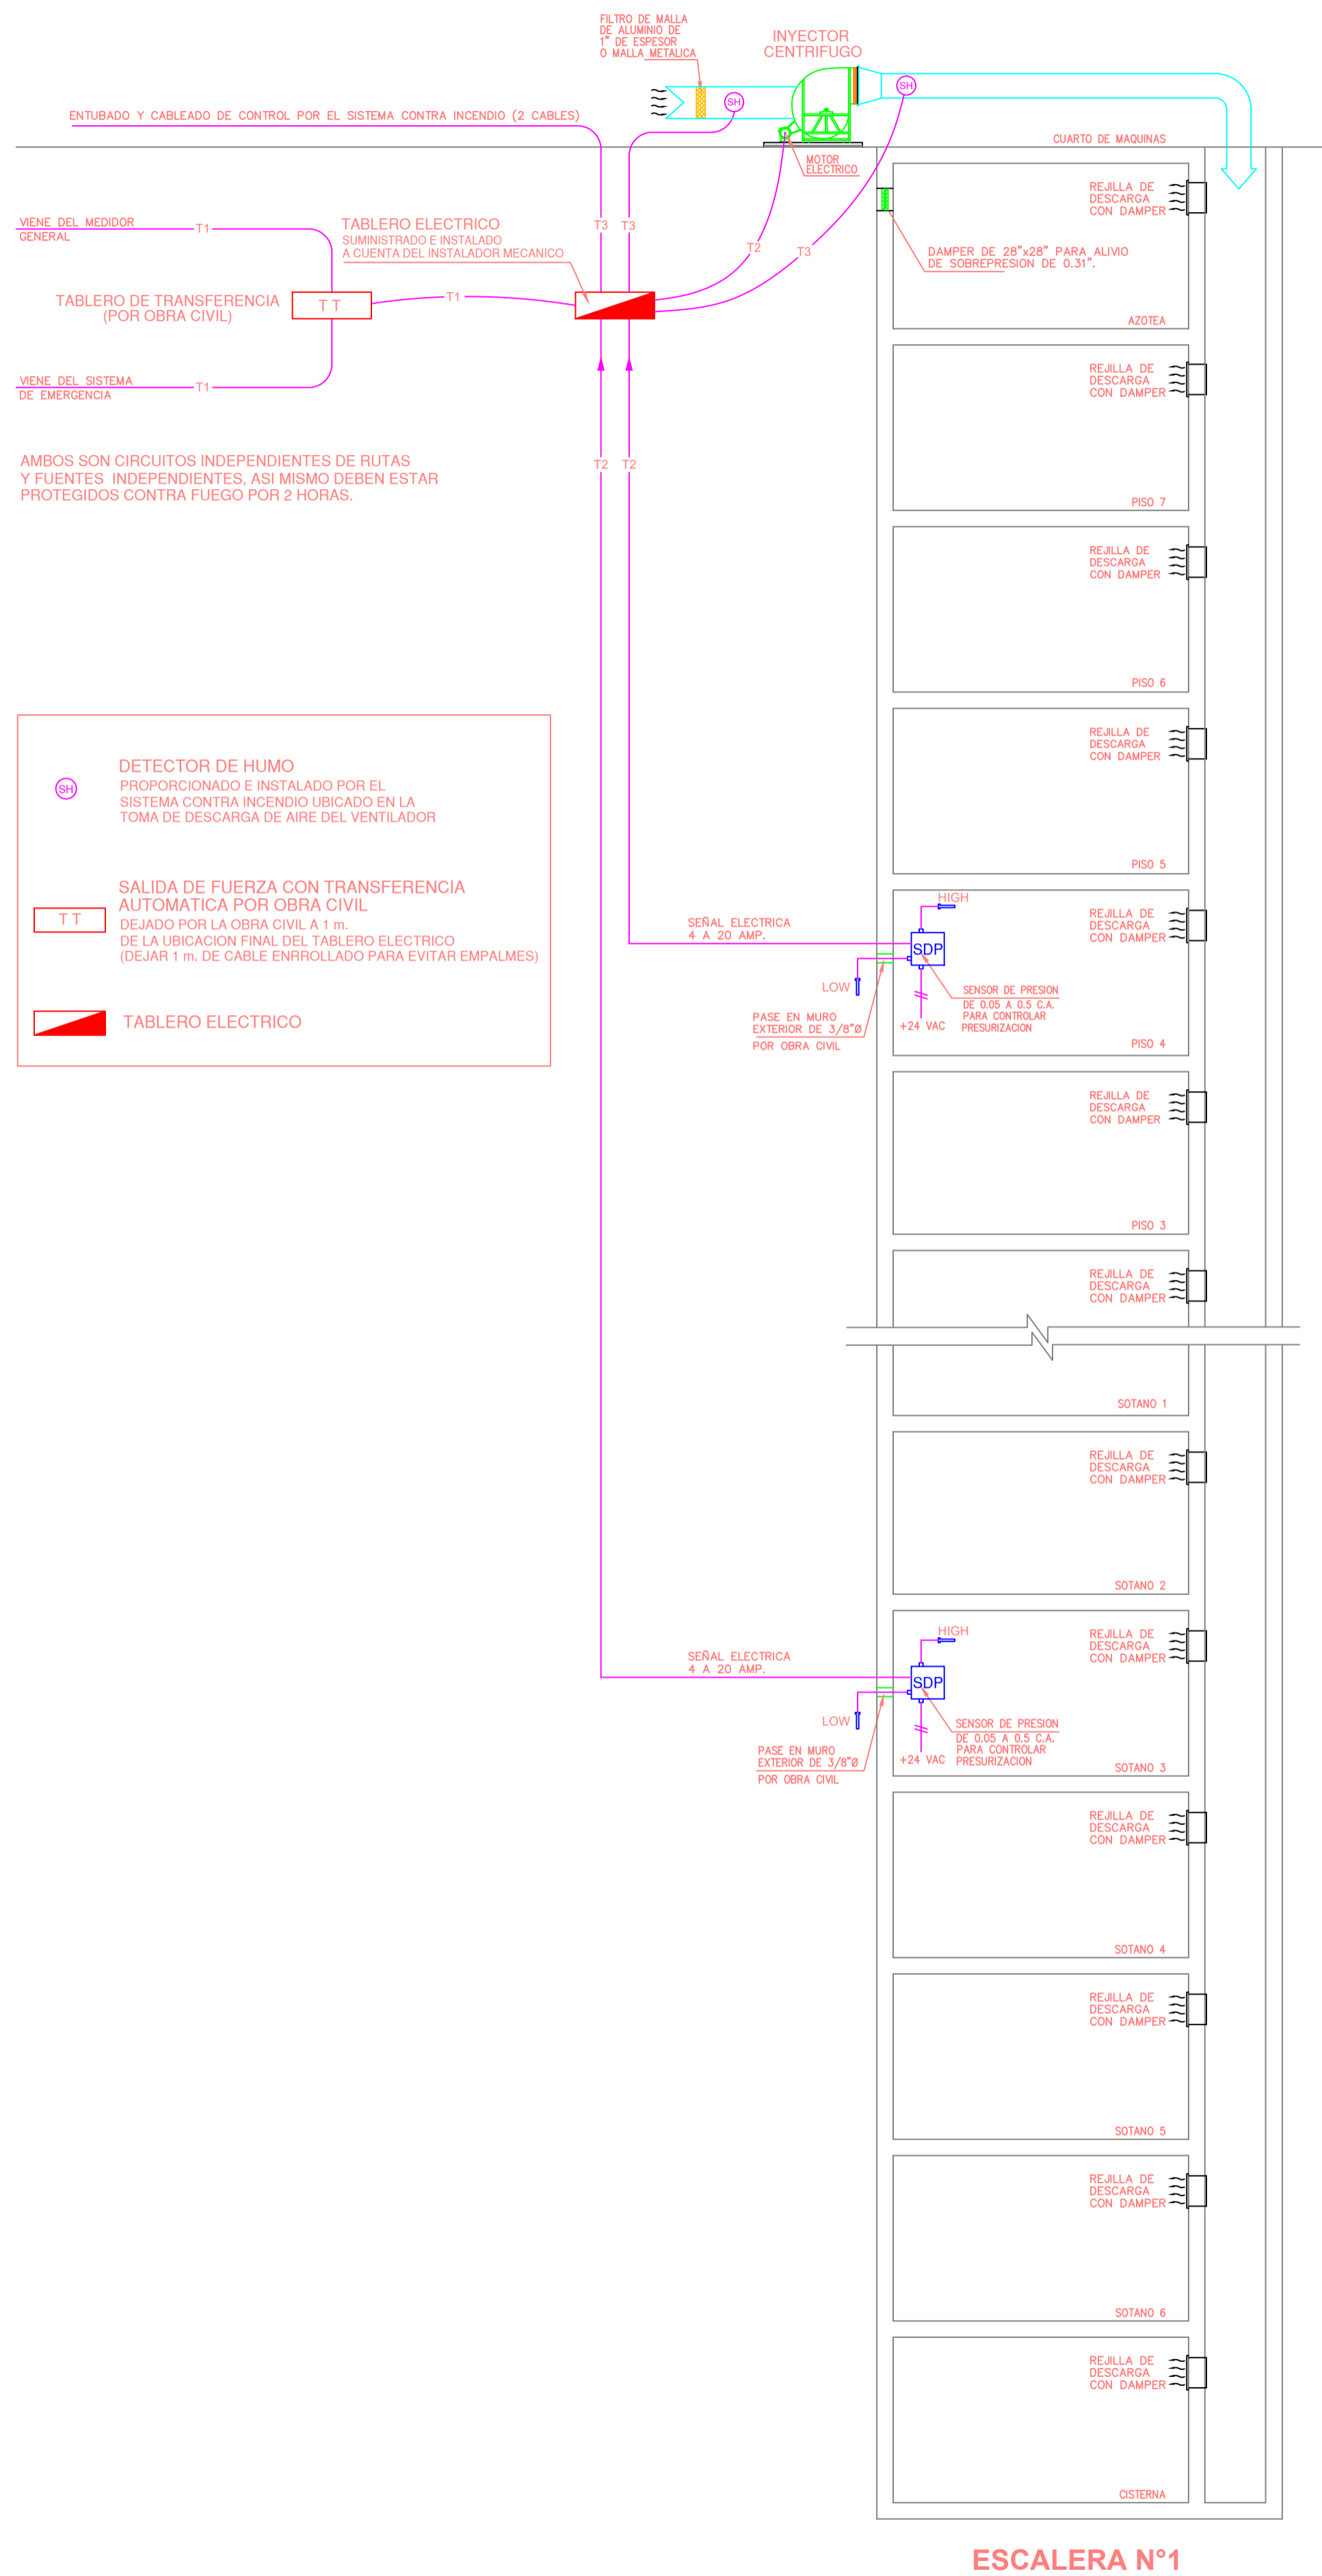 FILTRO DE MALLA
DE ALUMINIO DE
1" DE ESPESOR
O MALLA METALICA
INYECTOR
CENTRIFUGO
SH
SH
ENTUBADO Y CABLEADO DE CONTROL POR EL SISTEMA CONTRA INCENDIO (2 CABLES)
CUARTO DE MAQUINAS
MOTOR
ELECTRICO
REJILLA DE
DESCARGA
CON DAMPER
VIENE DEL MEDIDOR
GENERAL
T1
TABLERO ELECTRICO
SUMINISTRADO E INSTALADO
A CUENTA DEL INSTALADOR MECANICO
T3
T3
T2
T3
DAMPER DE 28"x28" PARA ALIVIO
DE SOBREPRESION DE 0.31".
TABLERO DE TRANSFERENCIA
(POR OBRA CIVIL)
T T
T1
AZOTEA
VIENE DEL SISTEMA
DE EMERGENCIA
T1
REJILLA DE
DESCARGA
CON DAMPER
AMBOS SON CIRCUITOS INDEPENDIENTES DE RUTAS
Y FUENTES INDEPENDIENTES, ASI MISMO DEBEN ESTAR
PROTEGIDOS CONTRA FUEGO POR 2 HORAS.
T2
T2
PISO 7
REJILLA DE
DESCARGA
CON DAMPER
PISO 6
REJILLA DE
DESCARGA
CON DAMPER
PISO 5
SH
DETECTOR DE HUMO
PROPORCIONADO E INSTALADO POR EL
SISTEMA CONTRA INCENDIO UBICADO EN LA
TOMA DE DESCARGA DE AIRE DEL VENTILADOR
T T
SALIDA DE FUERZA CON TRANSFERENCIA
AUTOMATICA POR OBRA CIVIL
DEJADO POR LA OBRA CIVIL A 1 m.
DE LA UBICACION FINAL DEL TABLERO ELECTRICO
(DEJAR 1 m. DE CABLE ENRROLLADO PARA EVITAR EMPALMES)
TABLERO ELECTRICO
SEÑAL ELECTRICA
4 A 20 AMP.
HIGH
SDP
LOW
REJILLA DE
DESCARGA
CON DAMPER
SENSOR DE PRESION
DE 0.05 A 0.5 C.A.
PARA CONTROLAR
PRESURIZACION
+24 VAC
PASE EN MURO
EXTERIOR DE 3/8"Ø
POR OBRA CIVIL
PISO 4
REJILLA DE
DESCARGA
CON DAMPER
PISO 3
REJILLA DE
DESCARGA
CON DAMPER
SOTANO 1
REJILLA DE
DESCARGA
CON DAMPER
SOTANO 2
SEÑAL ELECTRICA
4 A 20 AMP.
HIGH
SDP
LOW
REJILLA DE
DESCARGA
CON DAMPER
SENSOR DE PRESION
DE 0.05 A 0.5 C.A.
PARA CONTROLAR
PRESURIZACION
+24 VAC
PASE EN MURO
EXTERIOR DE 3/8"Ø
POR OBRA CIVIL
SOTANO 3
REJILLA DE
DESCARGA
CON DAMPER
SOTANO 4
REJILLA DE
DESCARGA
CON DAMPER
SOTANO 5
REJILLA DE
DESCARGA
CON DAMPER
SOTANO 6
REJILLA DE
DESCARGA
CON DAMPER
CISTERNA
ESCALERA N°1